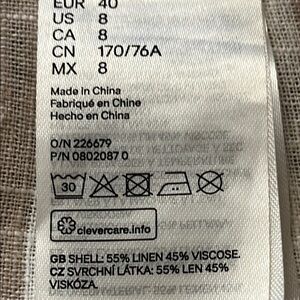 EUR 40
US 8
CA 8
CN 170/76A
MX 8
Made in China
Fabriqué en Chine
Hecho en China
O/N 226679
P/N 0802087 0
30
clevercare.info
GB SHELL: 55% LINEN 45% VISCOSE.
CZ SVRCHNÍ LÁTKA: 55% LEN 45%
VISKÓZA.